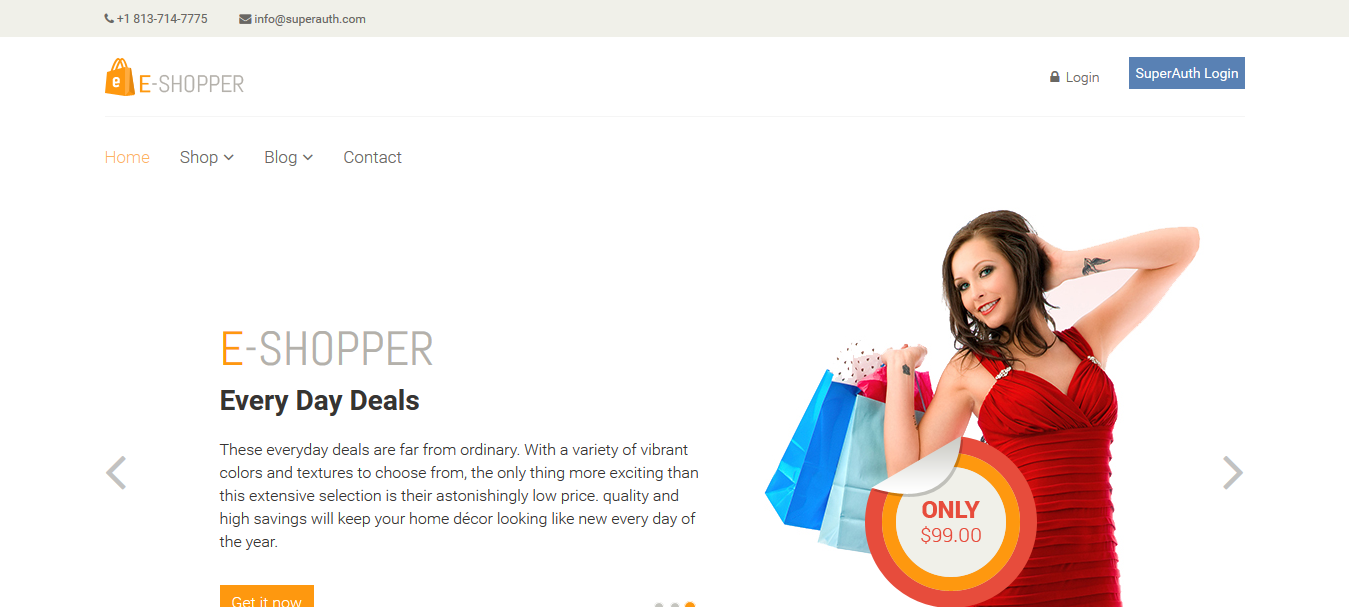 +1 813-714-7775 info@superauth.com
e E-SHOPPER
Login SuperAuth Login
Home Shop Blog Contact
E-SHOPPER
Every Day Deals
These everyday deals are far from ordinary. With a variety of vibrant
colors and textures to choose from, the only thing more exciting than
this extensive selection is their astonishingly low price. quality and
high savings will keep your home décor looking like new every day of
the year.
Get it now
ONLY
$99.00